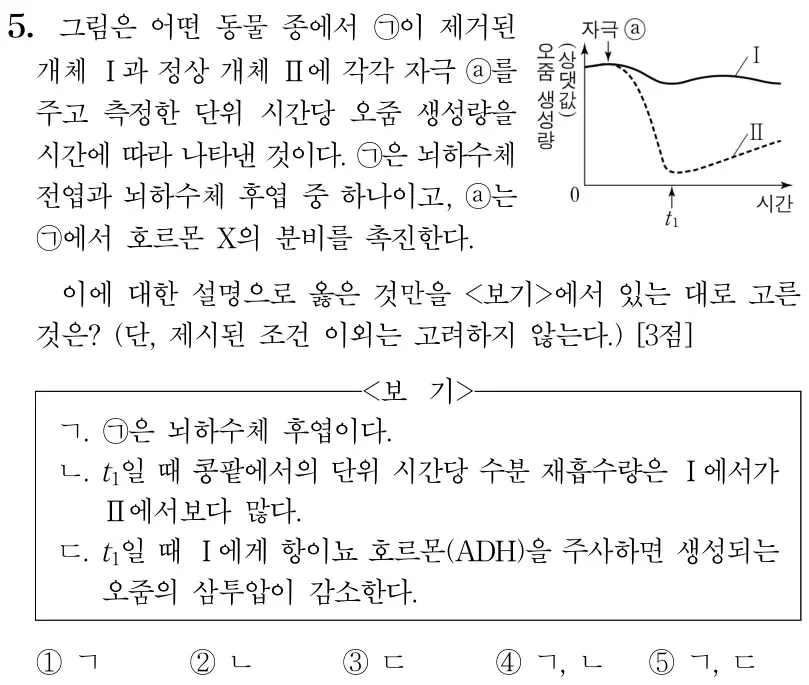 5. 그림은 어떤 동물 종에서 ㉠이 제거된
개체 Ⅰ과 정상 개체 Ⅱ에 각각 자극 ⓐ를
주고 측정한 단위 시간당 오줌 생성량을
시간에 따라 나타낸 것이다. ㉠은 뇌하수체
전엽과 뇌하수체 후엽 중 하나이고, ⓐ는
㉠에서 호르몬 X의 분비를 촉진한다.
자극 ⓐ
오줌 생성량
(상댓값)
Ⅰ
Ⅱ
0
t₁
시간
이에 대한 설명으로 옳은 것만을 <보기>에서 있는 대로 고른
것은? (단, 제시된 조건 이외는 고려하지 않는다.) [3점]
<보 기>
ㄱ. ㉠은 뇌하수체 후엽이다.
ㄴ. t₁일 때 콩팥에서의 단위 시간당 수분 재흡수량은 Ⅰ에서가
Ⅱ에서보다 많다.
ㄷ. t₁일 때 Ⅰ에게 항이뇨 호르몬(ADH)을 주사하면 생성되는
오줌의 삼투압이 감소한다.
① ㄱ ② ㄴ ③ ㄷ ④ ㄱ, ㄴ ⑤ ㄱ, ㄷ